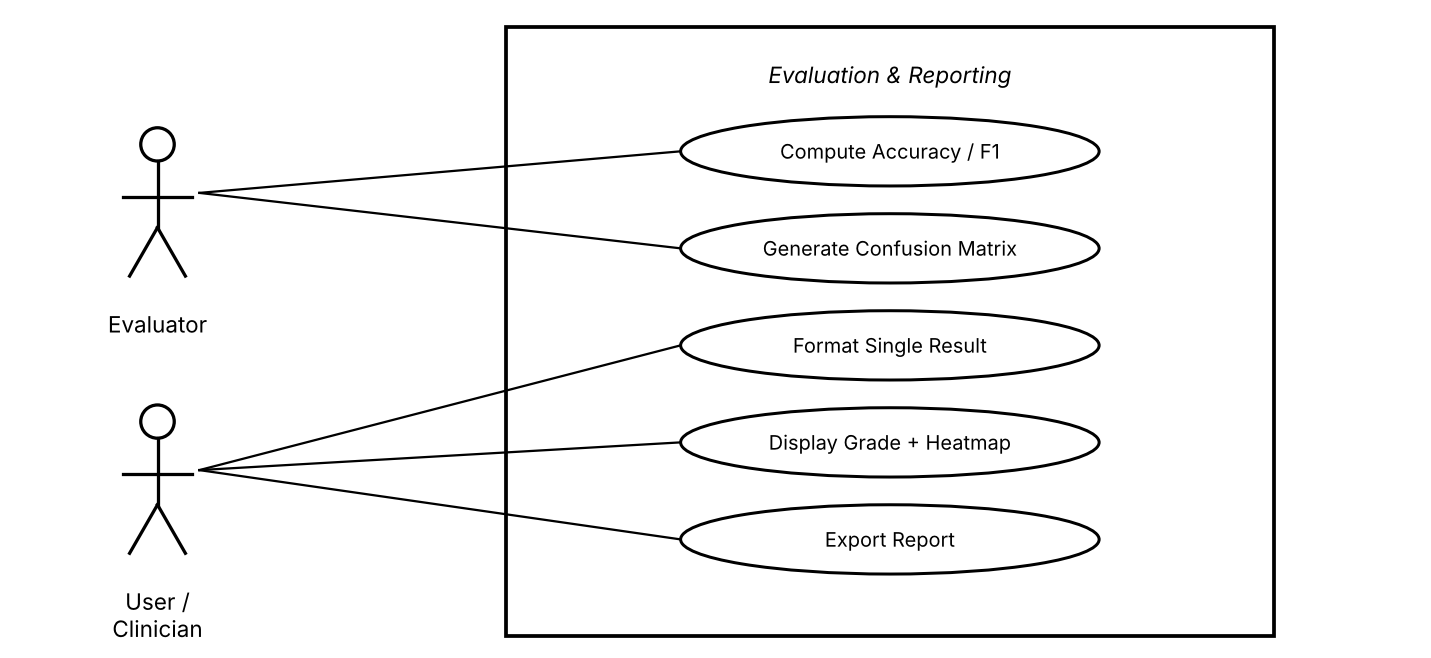 Evaluation & Reporting
Compute Accuracy / F1
Generate Confusion Matrix
Evaluator
Format Single Result
Display Grade + Heatmap
Export Report
User /
Clinician